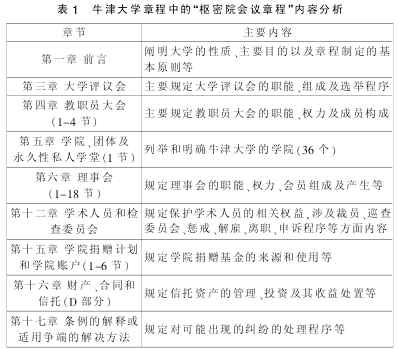 表 1 牛津大学章程中的“枢密院会议章程”内容分析
章节 主要内容
第一章 前言
阐明大学的性质、主要目的以及章程制定的基
本原则等
第三章 大学评议会 主要规定大学评议会的职能、组成及选举程序
第四章 教职员大会
(1-4 节)
主要规定教职员大会的职能、权力及成员构成
第五章 学院、团体及
永久性私人学堂(1 节)
列举和明确牛津大学的学院(36 个)
第六章 理事会
(1-18 节)
规定理事会的职能、权力、会员组成及产生等
第十二章 学术人员和检
查委员会
规定保护学术人员的相关权益,涉及裁员、巡查
委员会、惩戒、解雇、离职、申诉程序等方面内容
第十五章 学院捐赠计划
和学院账户(1-6 节)
规定学院捐赠基金的来源和使用等
第十六章 财产、合同和
信托(D 部分)
规定信托资产的管理、投资及其收益处置等
第十七章 条例的解释或
适用争端的解决方法
规定对可能出现的纠纷的处理程序等